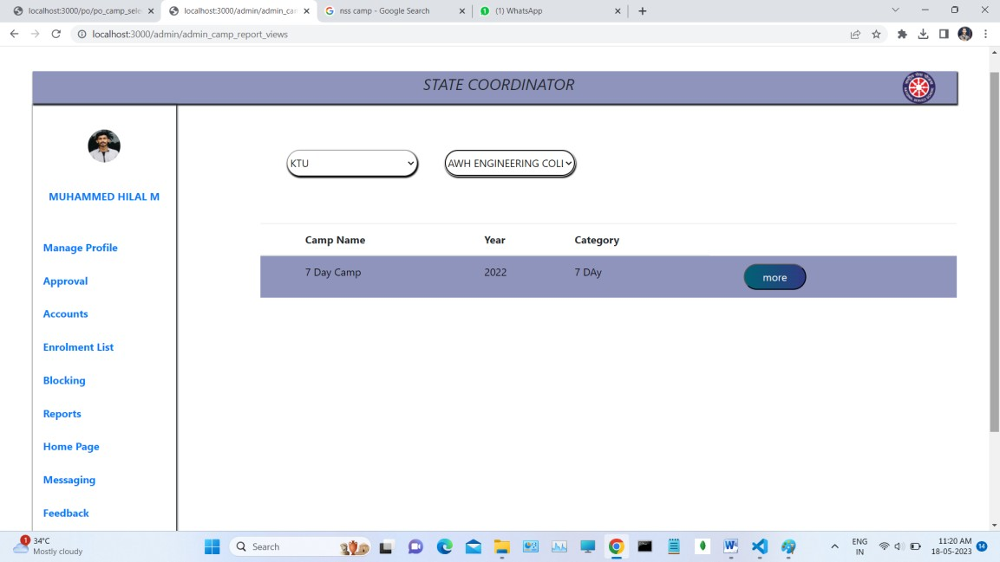 localhost:3000/po/po_camp_sele
localhost:3000/admin/admin_cam
nss camp - Google Search
(1) WhatsApp
localhost:3000/admin/admin_camp_report_views
STATE COORDINATOR
MUHAMMED HILAL M
KTU
AWH ENGINEERING COLI
Manage Profile
Approval
Accounts
Enrolment List
Blocking
Reports
Home Page
Messaging
Feedback
Camp Name Year Category
7 Day Camp 2022 7 DAy more
1
34°C
Mostly cloudy
Search
ENG
IN
11:20 AM
18-05-2023
14